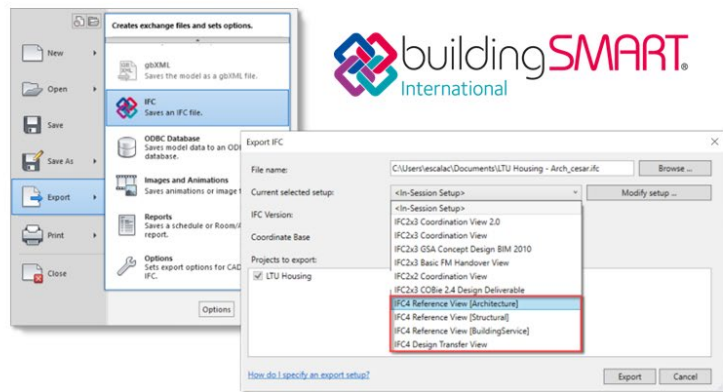 Creates exchange files and sets options.
New
Open
Save
Save As
Export
Print
Close
gbXML
Saves the model as a gbXML file.
IFC
Saves an IFC file.
ODBC Database
Saves model data to an OD
database.
Images and Animations
Saves animations or image
Reports
Saves a schedule or Room/
report.
Options
Sets export options for CAD
IFC.
Options
buildingSMART®
International
Export IFC
File name:
C:\Users\escalac\Documents\LTU Housing - Arch_cesar.ifc
Browse ...
Current selected setup:
<In-Session Setup>
Modify setup ...
IFC Version:
Coordinate Base
Projects to export:
LTU Housing
<In-Session Setup>
IFC2x3 Coordination View 2.0
IFC2x3 Coordination View
IFC2x3 GSA Concept Design BIM 2010
IFC2x3 Basic FM Handover View
IFC2x2 Coordination View
IFC2x3 COBie 2.4 Design Deliverable
IFC4 Reference View [Architecture]
IFC4 Reference View [Structural]
IFC4 Reference View [BuildingService]
IFC4 Design Transfer View
How do I specify an export setup?
Export
Cancel